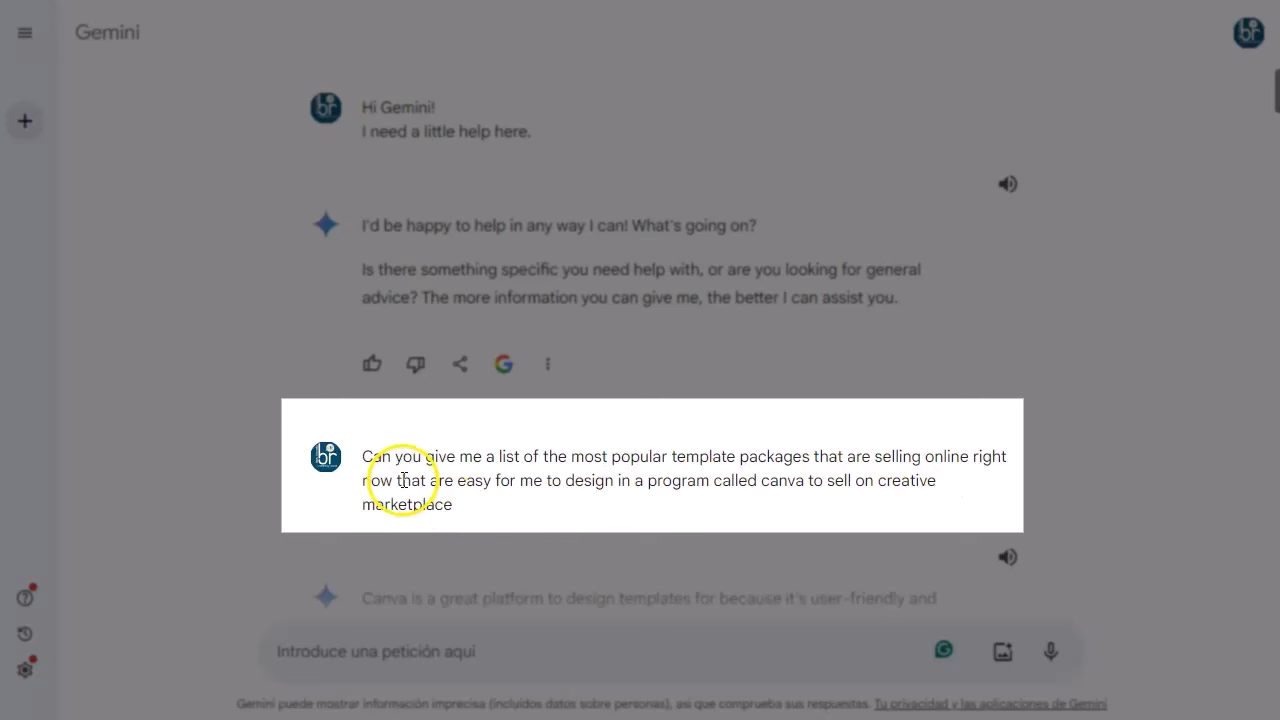 Gemini
Hi Gemini!
I need a little help here.
I'd be happy to help in any way I can! What's going on?
Is there something specific you need help with, or are you looking for general
advice? The more information you can give me, the better I can assist you.
Can you give me a list of the most popular template packages that are selling online right
now that are easy for me to design in a program called canva to sell on creative
marketplace
Canva is a great platform to design templates for because it's user-friendly and
Introduce una petición aquí
Gemini puede mostrar información imprecisa (incluidos datos sobre personas), así que comprueba sus respuestas. Tu privacidad y las aplicaciones de Gemini